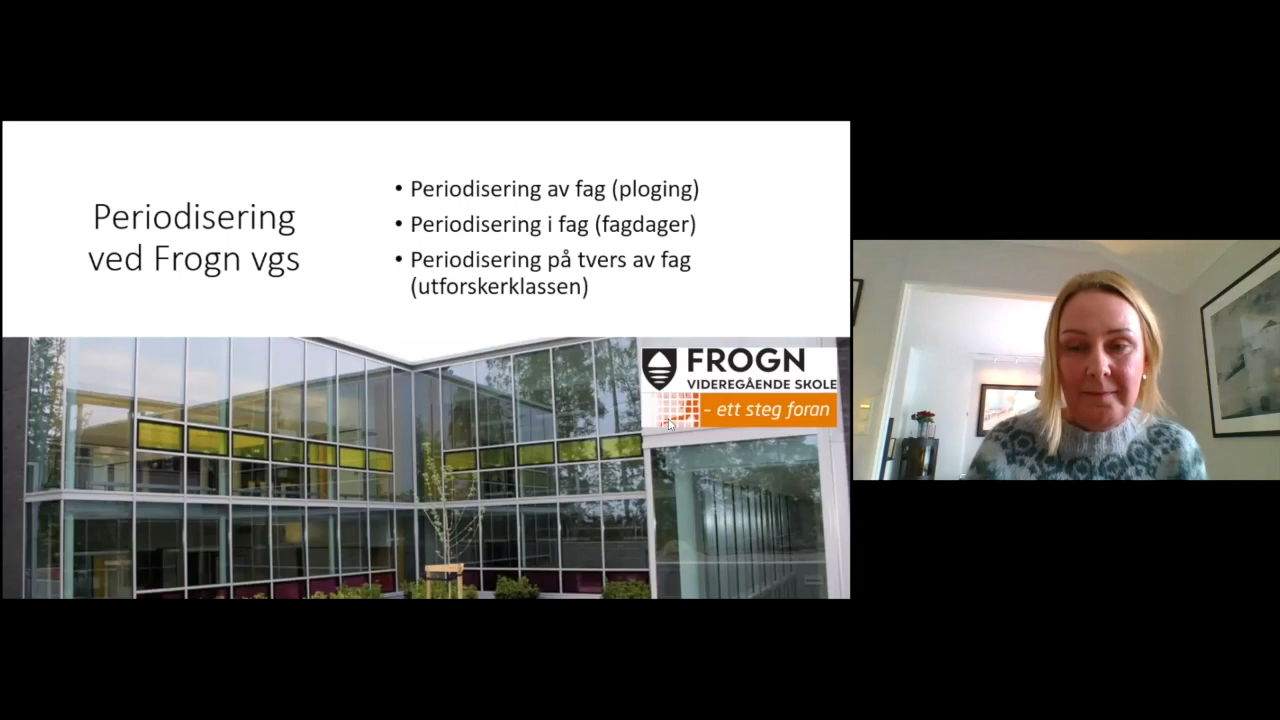 Periodisering
ved Frogn vgs
• Periodisering av fag (ploging)
• Periodisering i fag (fagdager)
• Periodisering på tvers av fag
(utforskerklassen)
FROGN
VIDEREGÅENDE SKOLE
- ett steg foran